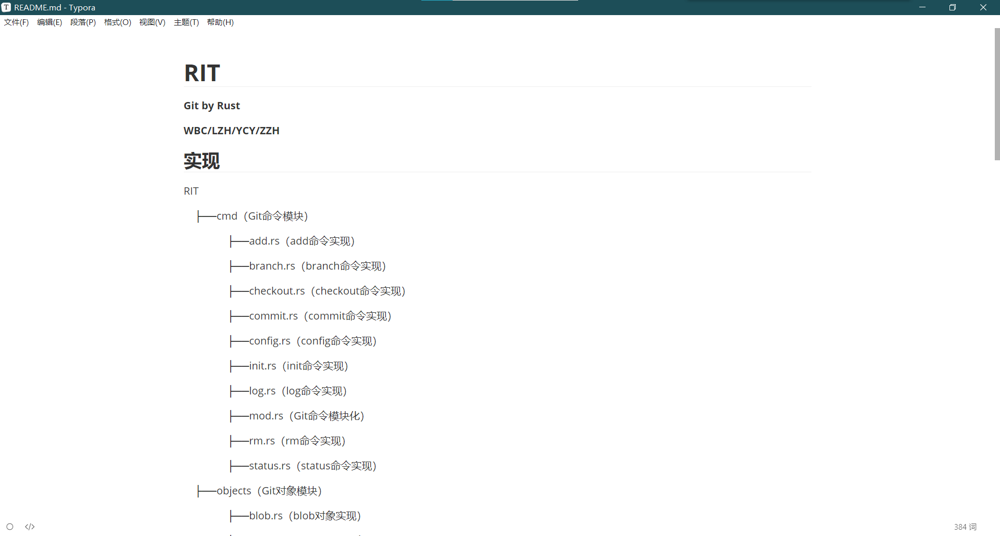 README.md - Typora
文件(F) 编辑(E) 段落(P) 格式(O) 视图(V) 主题(T) 帮助(H)
RIT
Git by Rust
WBC/LZH/YCY/ZZH
实现
RIT
├──cmd（Git命令模块）
├──add.rs（add命令实现）
├──branch.rs（branch命令实现）
├──checkout.rs（checkout命令实现）
├──commit.rs（commit命令实现）
├──config.rs（config命令实现）
├──init.rs（init命令实现）
├──log.rs（log命令实现）
├──mod.rs（Git命令模块化）
├──rm.rs（rm命令实现）
├──status.rs（status命令实现）
├──objects（Git对象模块）
├──blob.rs（blob对象实现）
384 词